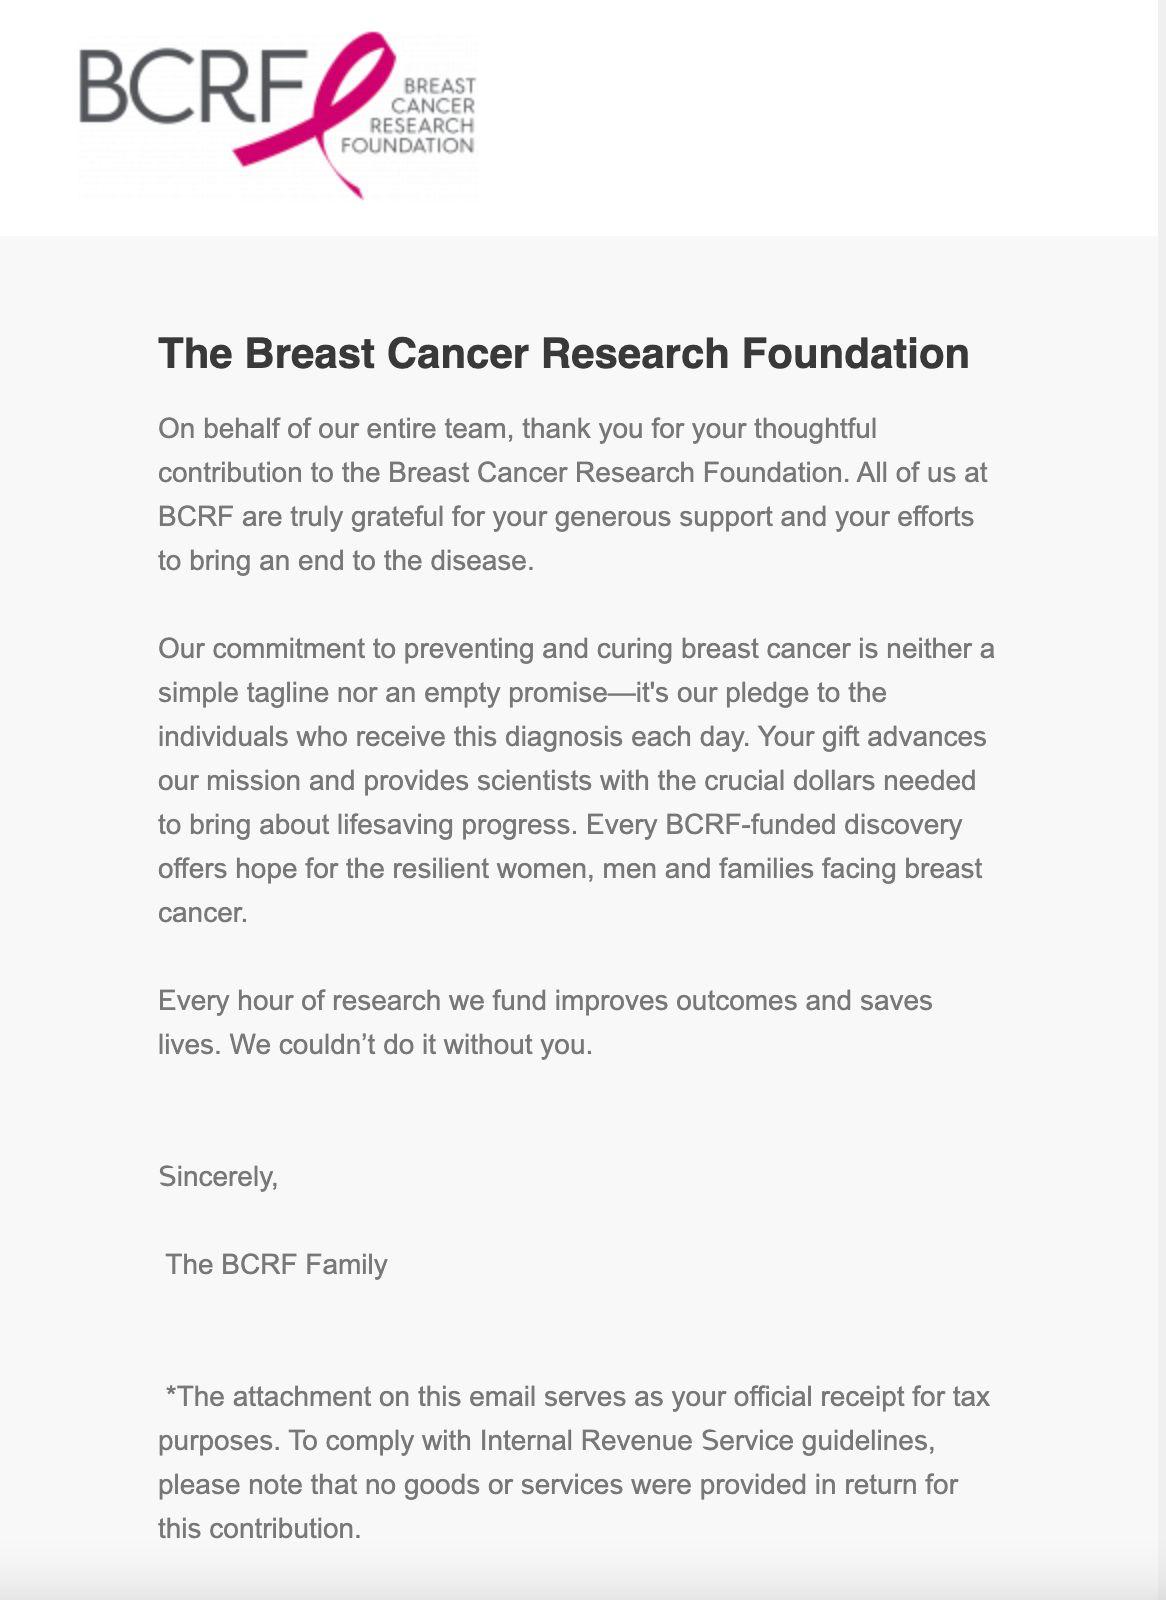 BCRF
BREAST
CANCER
RESEARCH
FOUNDATION
The Breast Cancer Research Foundation
On behalf of our entire team, thank you for your thoughtful
contribution to the Breast Cancer Research Foundation. All of us at
BCRF are truly grateful for your generous support and your efforts
to bring an end to the disease.
Our commitment to preventing and curing breast cancer is neither a
simple tagline nor an empty promise—it's our pledge to the
individuals who receive this diagnosis each day. Your gift advances
our mission and provides scientists with the crucial dollars needed
to bring about lifesaving progress. Every BCRF-funded discovery
offers hope for the resilient women, men and families facing breast
cancer.
Every hour of research we fund improves outcomes and saves
lives. We couldn’t do it without you.
Sincerely,
The BCRF Family
*The attachment on this email serves as your official receipt for tax
purposes. To comply with Internal Revenue Service guidelines,
please note that no goods or services were provided in return for
this contribution.